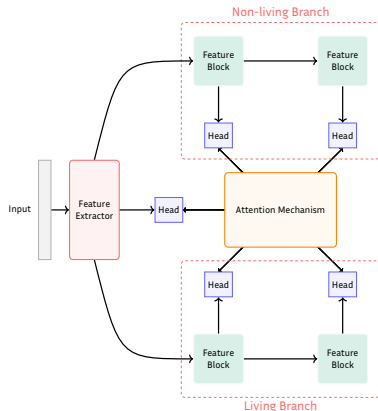 Non-living Branch
Feature
Block
Feature
Block
Head
Head
Input
Feature
Extractor
Head
Attention Mechanism
Head
Head
Feature
Block
Feature
Block
Living Branch